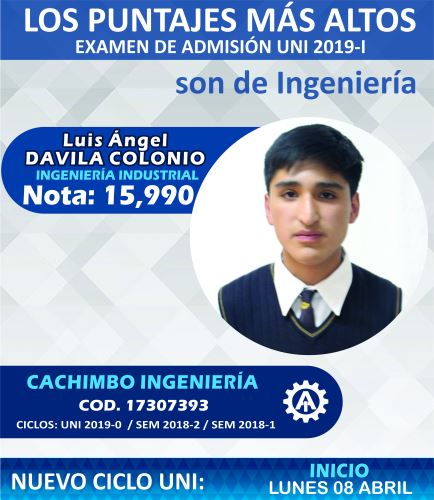 LOS PUNTAJES MÁS ALTOS
EXAMEN DE ADMISIÓN UNI 2019-I
son de Ingeniería
Luis Ángel
DAVILA COLONIO
INGENIERÍA INDUSTRIAL
Nota: 15,990
CACHIMBO INGENIERÍA
COD. 17307393
CICLOS: UNI 2019-0 / SEM 2018-2 / SEM 2018-1
NUEVO CICLO UNI:
INICIO
LUNES 08 ABRIL